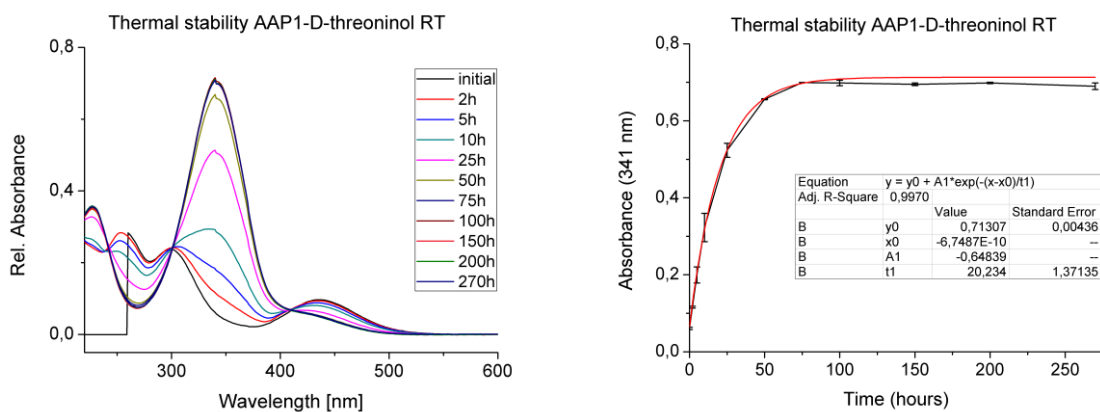 Thermal stability AAP1-D-threoninol RT
Rel. Absorbance
0,8
0,4
0,0
300
400
500
600
Wavelength [nm]
initial
2h
5h
10h
25h
50h
75h
100h
150h
200h
270h
Thermal stability AAP1-D-threoninol RT
Absorbance (341 nm)
0,8
0,6
0,4
0,2
0,0
0
50
100
150
200
250
Time (hours)
Equation y = y0 + A1*exp(-(x-x0)/t1)
Adj. R-Square 0,9970
Value Standard Error
B y0 0,71307 0,00436
B x0 -6,7487E-10 --
B A1 -0,64839 --
B t1 20,234 1,37135